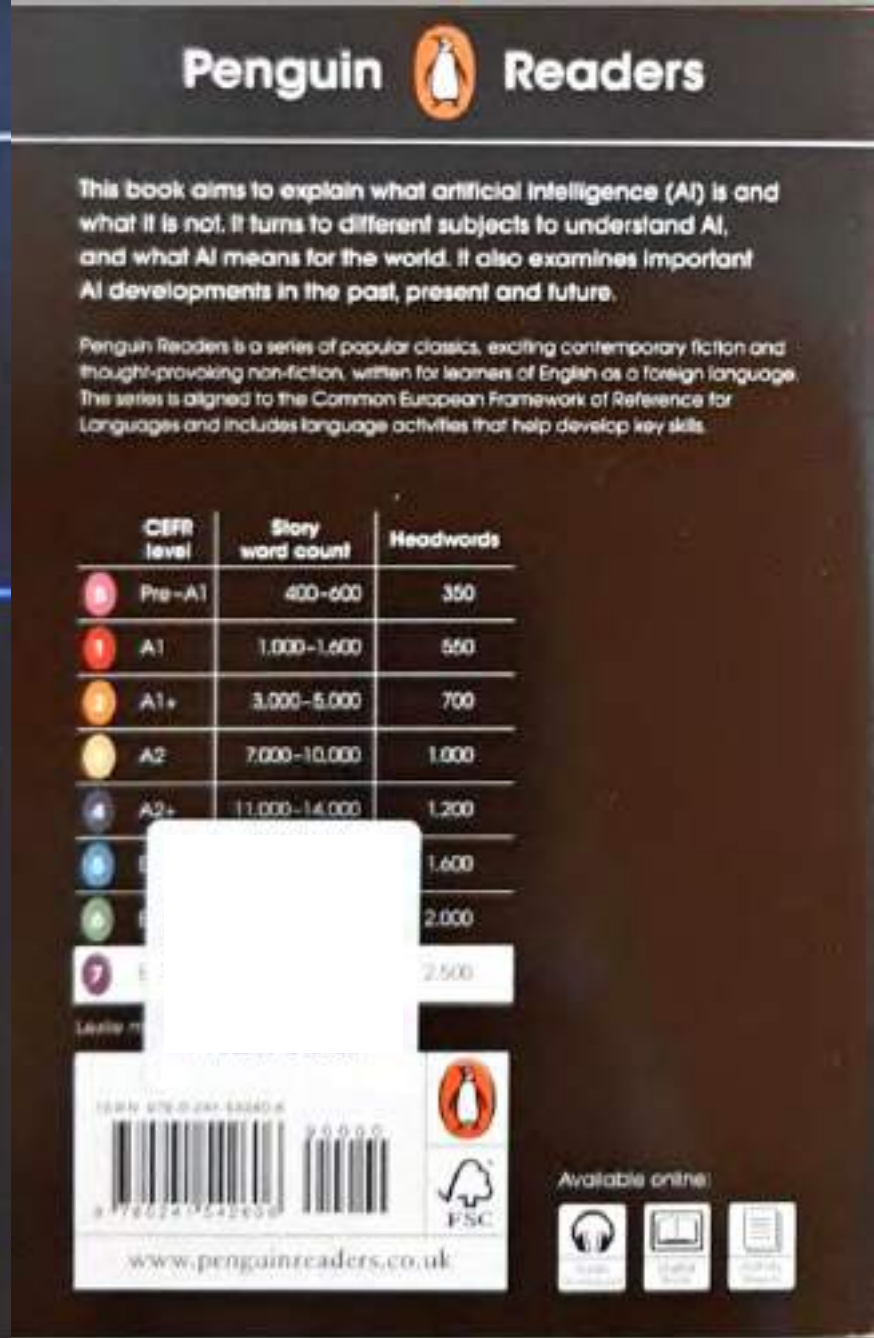 Penguin Readers
This book aims to explain what artificial intelligence (AI) is and
what it is not. It turns to different subjects to understand AI,
and what AI means for the world. It also examines important
AI developments in the past, present and future.
Penguin Readers is a series of popular classics, exciting contemporary fiction and
thought-provoking non-fiction, written for learners of English as a foreign language.
The series is aligned to the Common European Framework of Reference for
Languages and includes language activities that help develop key skills.
CEFR level Story word count Headwords
Pre-A1 400-600 350
1 A1 1,000-1,600 550
2 A1+ 3,000-5,000 700
A2 7,000-10,000 1,000
4 A2+ 11,000-14,000 1,200
5 1,600
6 2,000
7 2,500
Lexile
ISBN
90000
FSC
www.penguinreaders.co.uk
Available online: